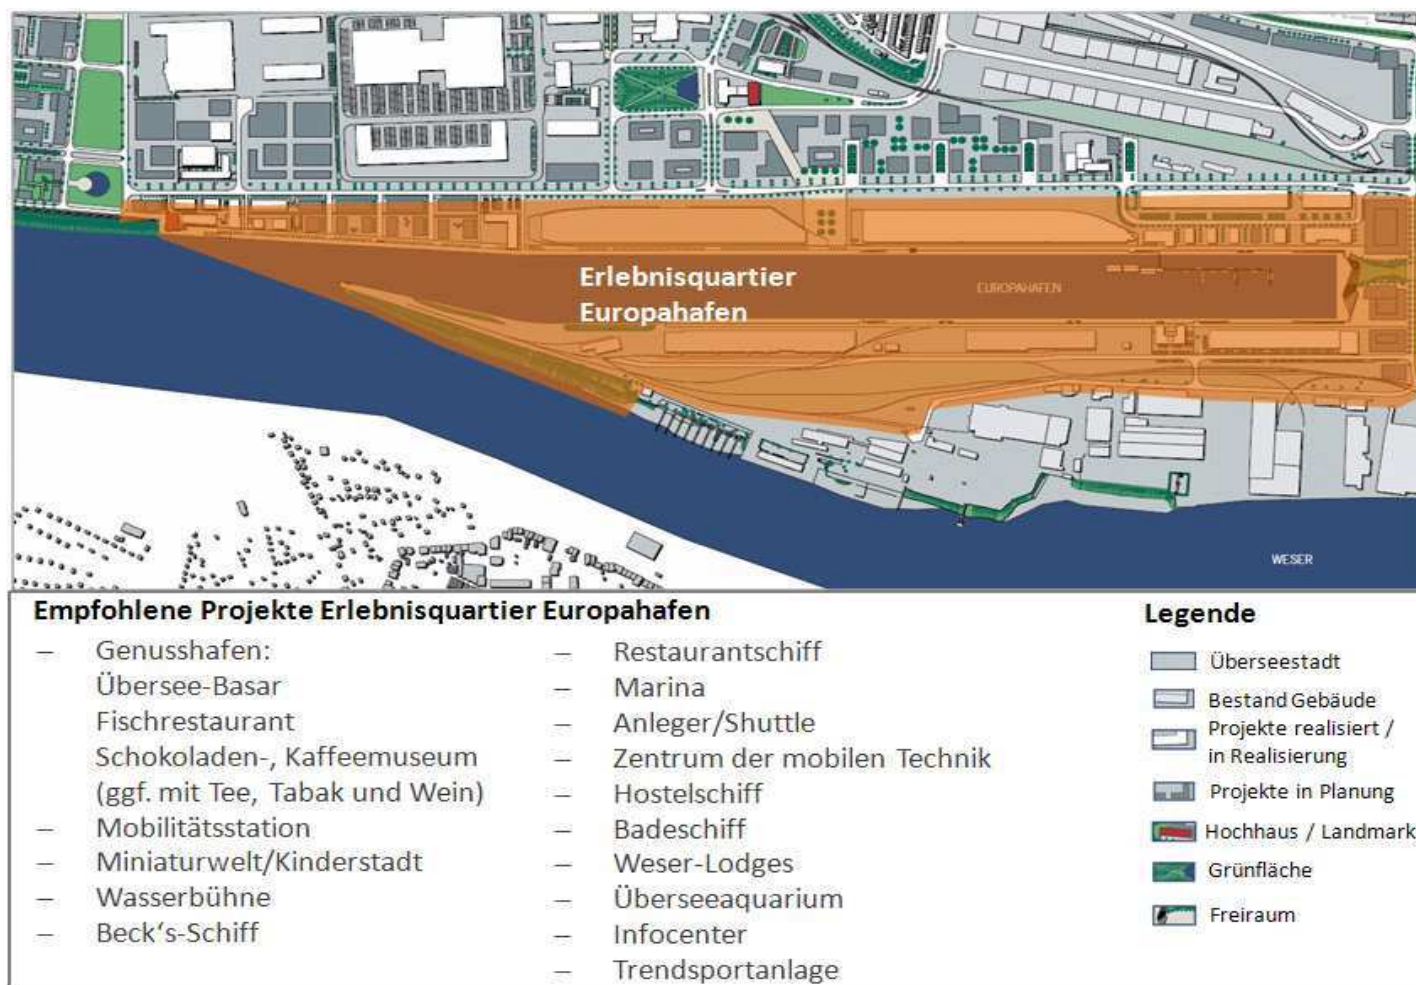 Erlebnisquartier
Europahafen
EUROPAHAFEN
WESER
Empfohlene Projekte Erlebnisquartier Europahafen
– Genusshafen:
Übersee-Basar
Fischrestaurant
Schokoladen-, Kaffeemuseum
(ggf. mit Tee, Tabak und Wein)
– Mobilitätsstation
– Miniaturwelt/Kinderstadt
– Wasserbühne
– Beck‘s-Schiff
– Restaurantschiff
– Marina
– Anleger/Shuttle
– Zentrum der mobilen Technik
– Hostelschiff
– Badeschiff
– Weser-Lodges
– Überseeaquarium
– Infocenter
– Trendsportanlage
Legende
Überseestadt
Bestand Gebäude
Projekte realisiert /
in Realisierung
Projekte in Planung
Hochhaus / Landmark
Grünfläche
Freiraum